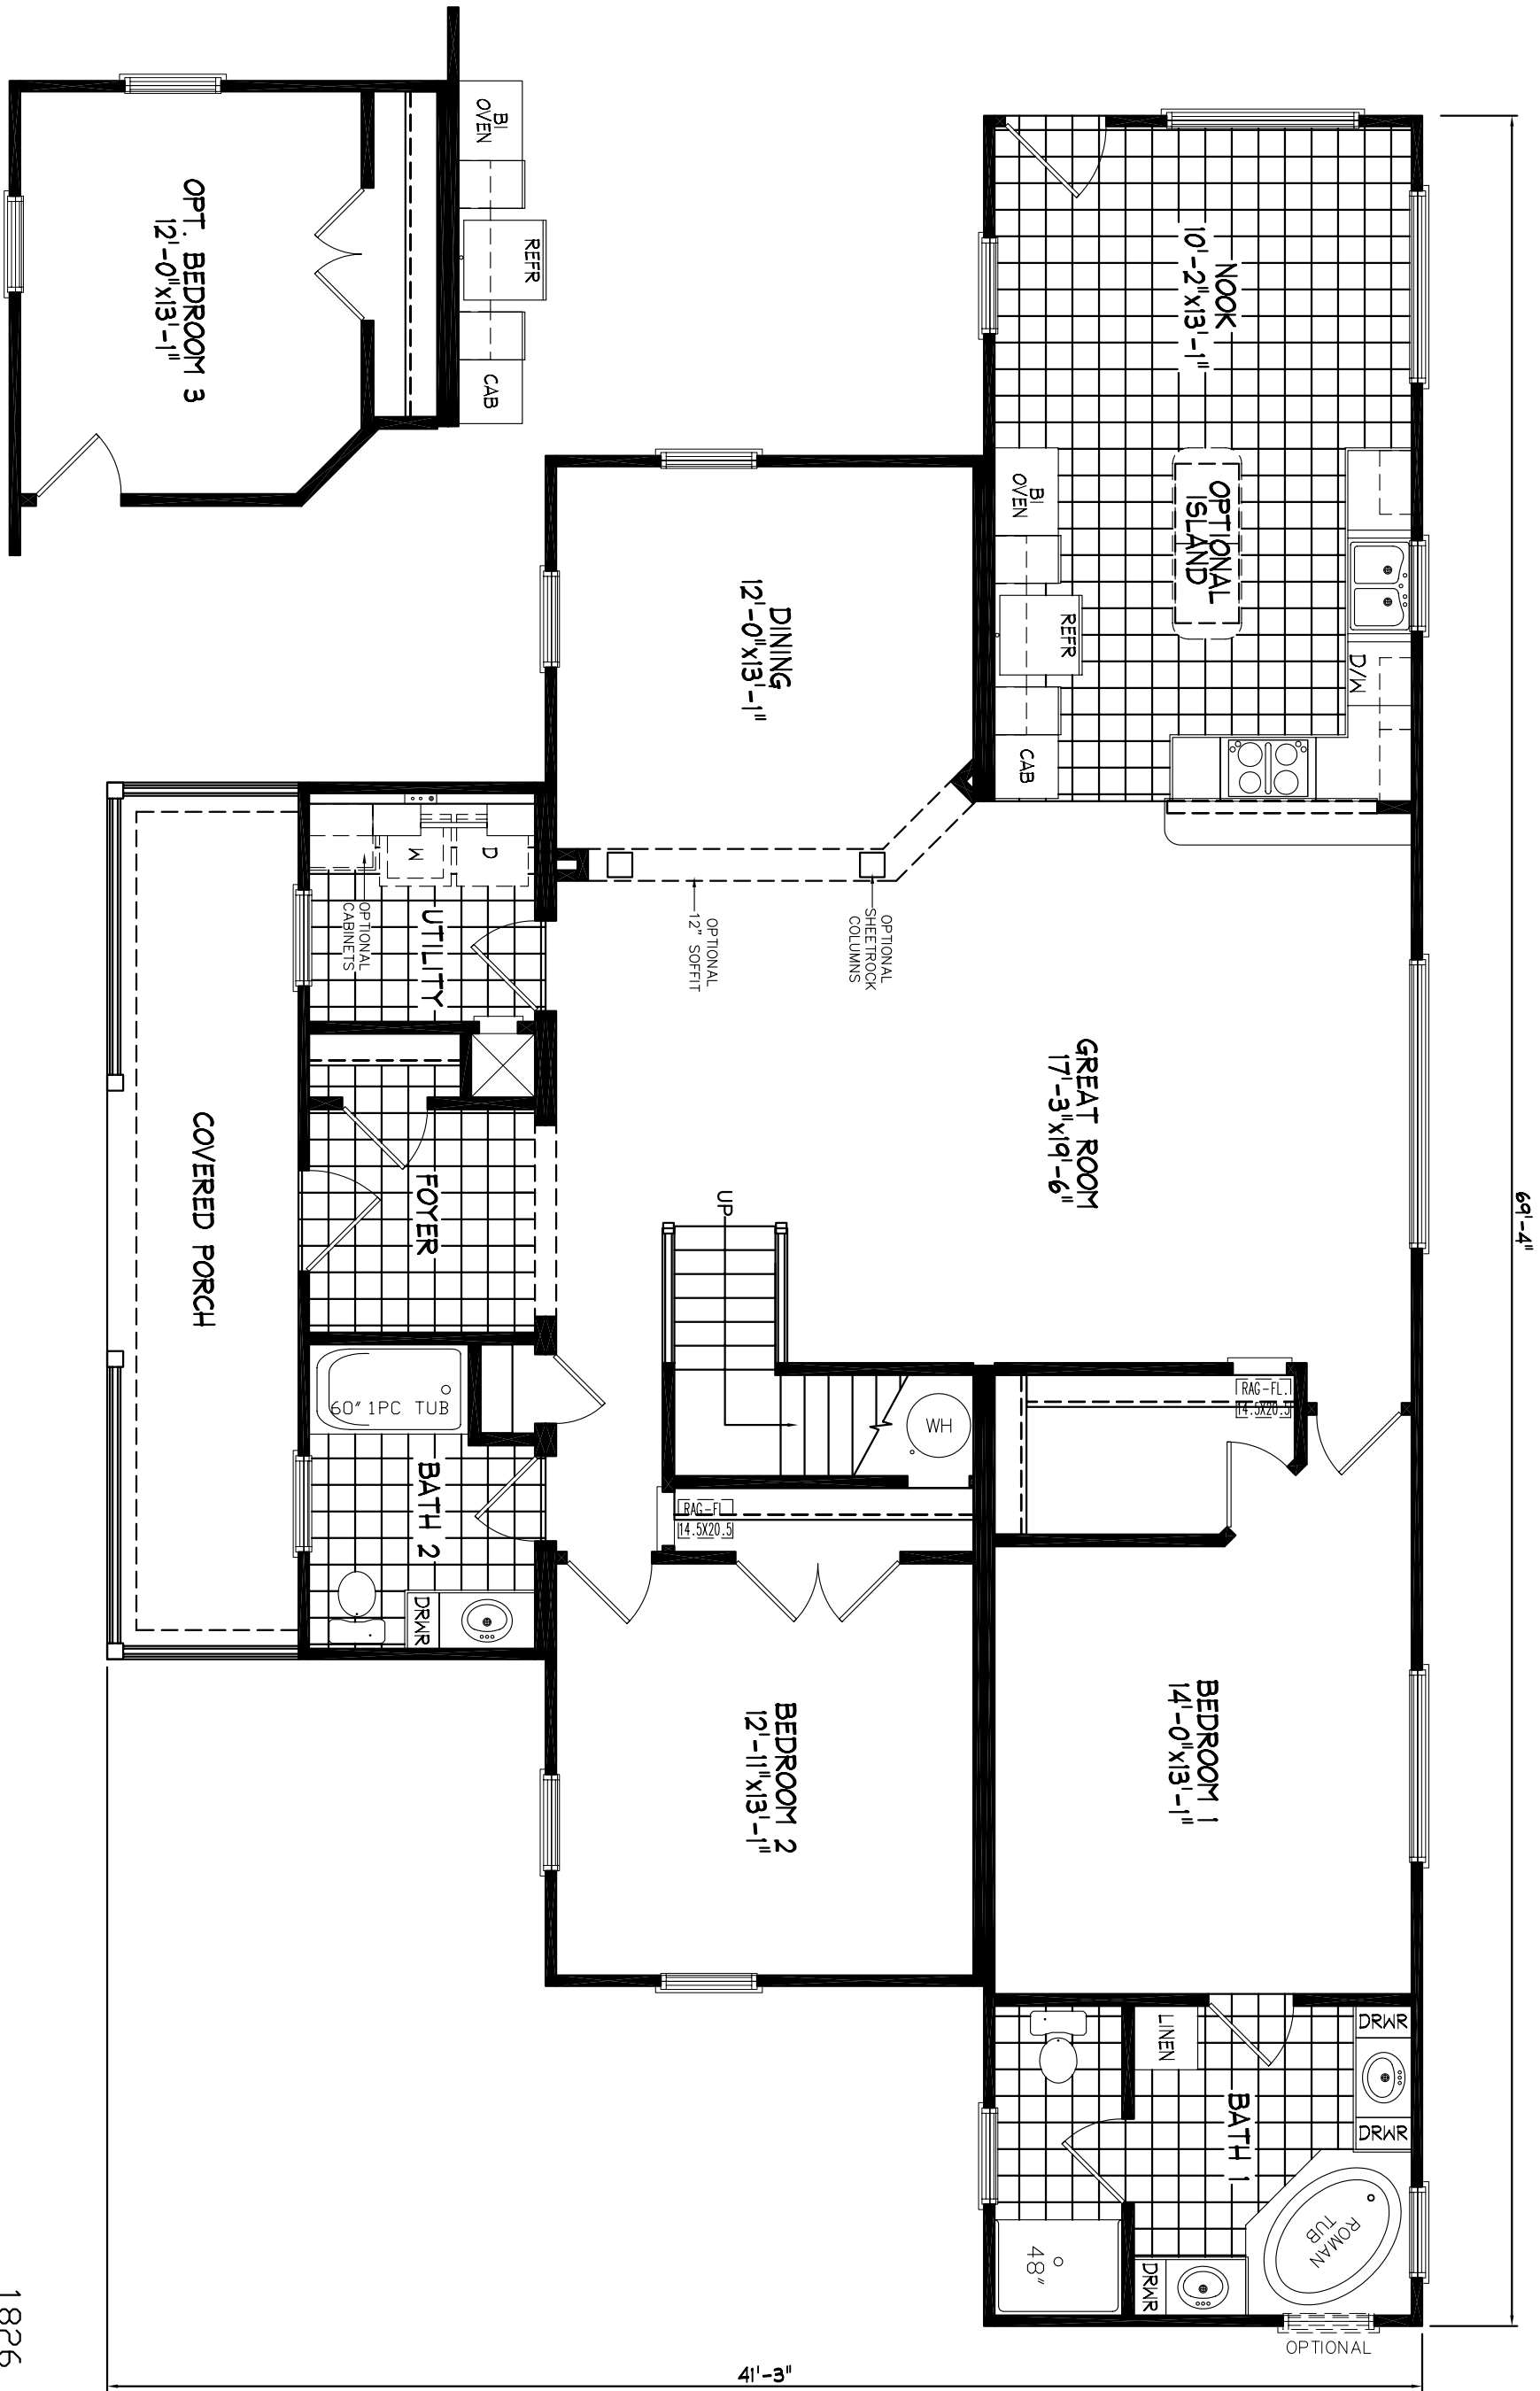 69'-4"
NOOK
10'-2"x13'-1"
OPTIONAL
ISLAND
D/W
BI
OVEN
REFR
CAB
GREAT ROOM
17'-3"x19'-6"
RAG-FL.
14.5X20.5
BEDROOM 1
14'-0"x13'-1"
DRWR
DRWR
LINEN
BATH 1
ROMAN
TUB
48"
DRWR
OPTIONAL
DINING
12'-0"x13'-1"
OPTIONAL
SHEETROCK
COLUMNS
OPTIONAL
12" SOFFIT
UP
WH
RAG-FL.
14.5X20.5
BEDROOM 2
12'-11"x13'-1"
41'-3"
D
W
UTILITY
OPTIONAL
CABINETS
FOYER
60" 1PC TUB
BATH 2
DRWR
COVERED PORCH
BI
OVEN
REFR
CAB
OPT. BEDROOM 3
12'-0"x13'-1"
1826